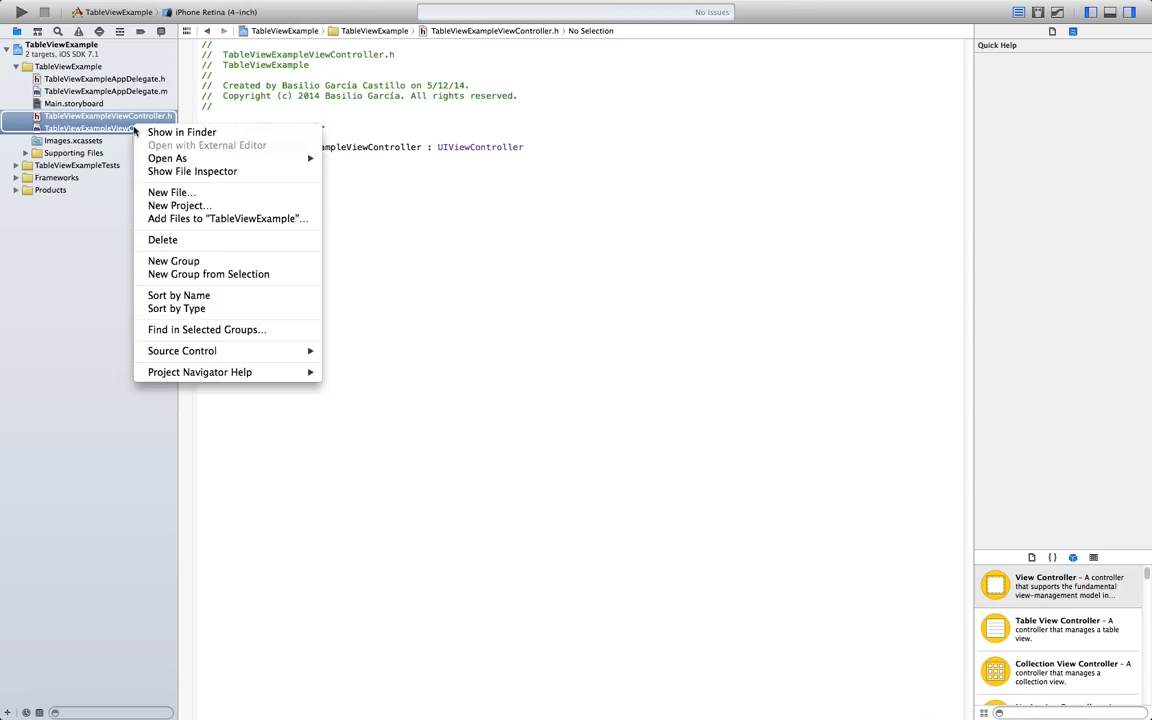 TableViewExample
iPhone Retina (4-inch)
No Issues
TableViewExample
TableViewExample
TableViewExampleViewController.h
No Selection
Quick Help
TableViewExample
2 targets, iOS SDK 7.1
TableViewExample
TableViewExampleAppDelegate.h
TableViewExampleAppDelegate.m
Main.storyboard
TableViewExampleViewController.h
TableViewExampleViewC
Images.xcassets
Supporting Files
TableViewExampleTests
Frameworks
Products
//
// TableViewExampleViewController.h
// TableViewExample
//
// Created by Basilio García Castillo on 5/12/14.
// Copyright (c) 2014 Basilio García. All rights reserved.
//
ampleViewController : UIViewController
Show in Finder
Open with External Editor
Open As
Show File Inspector
New File...
New Project...
Add Files to “TableViewExample”...
Delete
New Group
New Group from Selection
Sort by Name
Sort by Type
Find in Selected Groups...
Source Control
Project Navigator Help
{ }
View Controller - A controller
that supports the fundamental
view-management model in...
Table View Controller - A
controller that manages a table
view.
Collection View Controller - A
controller that manages a
collection view.